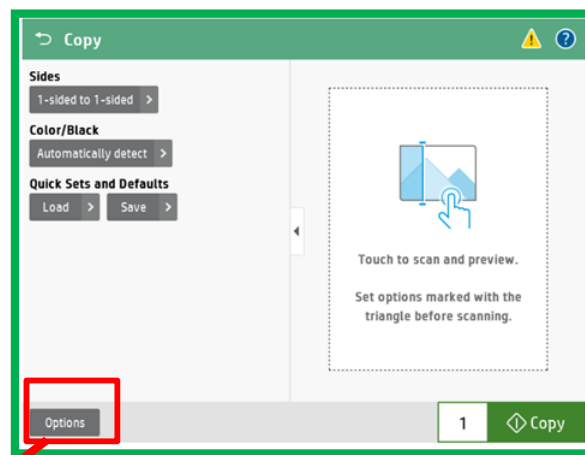 Copy
Sides
1-sided to 1-sided
Color/Black
Automatically detect
Quick Sets and Defaults
Load
Save
Touch to scan and preview.
Set options marked with the
triangle before scanning.
Options
1
Copy